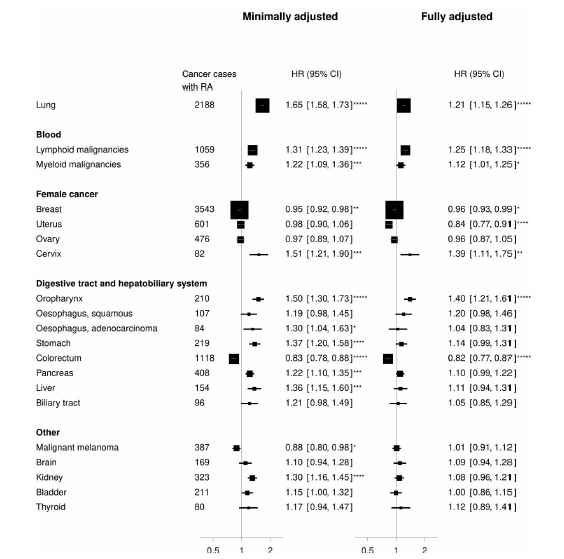 Minimally adjusted Fully adjusted
Cancer cases HR (95% CI) HR (95% CI)
with RA
Lung 2188 1.65 [1.58, 1.73]***** 1.21 [1.15, 1.26]*****
Blood
Lymphoid malignancies 1059 1.31 [1.23, 1.39]***** 1.25 [1.18, 1.33]*****
Myeloid malignancies 356 1.22 [1.09, 1.36]*** 1.12 [1.01, 1.25]*
Female cancer
Breast 3543 0.95 [0.92, 0.98]** 0.96 [0.93, 0.99]*
Uterus 601 0.98 [0.90, 1.06] 0.84 [0.77, 0.91]****
Ovary 476 0.97 [0.89, 1.07] 0.96 [0.87, 1.05]
Cervix 82 1.51 [1.21, 1.90]*** 1.39 [1.11, 1.75]**
Digestive tract and hepatobiliary system
Oropharynx 210 1.50 [1.30, 1.73]***** 1.40 [1.21, 1.61]*****
Oesophagus, squamous 107 1.19 [0.98, 1.45] 1.20 [0.98, 1.46]
Oesophagus, adenocarcinoma 84 1.30 [1.04, 1.63]* 1.04 [0.83, 1.31]
Stomach 219 1.37 [1.20, 1.58]**** 1.14 [0.99, 1.31]
Colorectum 1118 0.83 [0.78, 0.88]***** 0.82 [0.77, 0.87]*****
Pancreas 408 1.22 [1.10, 1.35]*** 1.10 [0.99, 1.22]
Liver 154 1.36 [1.15, 1.60]*** 1.11 [0.94, 1.31]
Biliary tract 96 1.21 [0.98, 1.49] 1.05 [0.85, 1.29]
Other
Malignant melanoma 387 0.88 [0.80, 0.98]* 1.01 [0.91, 1.12]
Brain 169 1.10 [0.94, 1.28] 1.09 [0.94, 1.28]
Kidney 323 1.30 [1.16, 1.45]**** 1.08 [0.96, 1.21]
Bladder 211 1.15 [1.00, 1.32] 1.00 [0.86, 1.15]
Thyroid 80 1.17 [0.94, 1.47] 1.12 [0.89, 1.41]
0.5 1 2 0.5 1 2